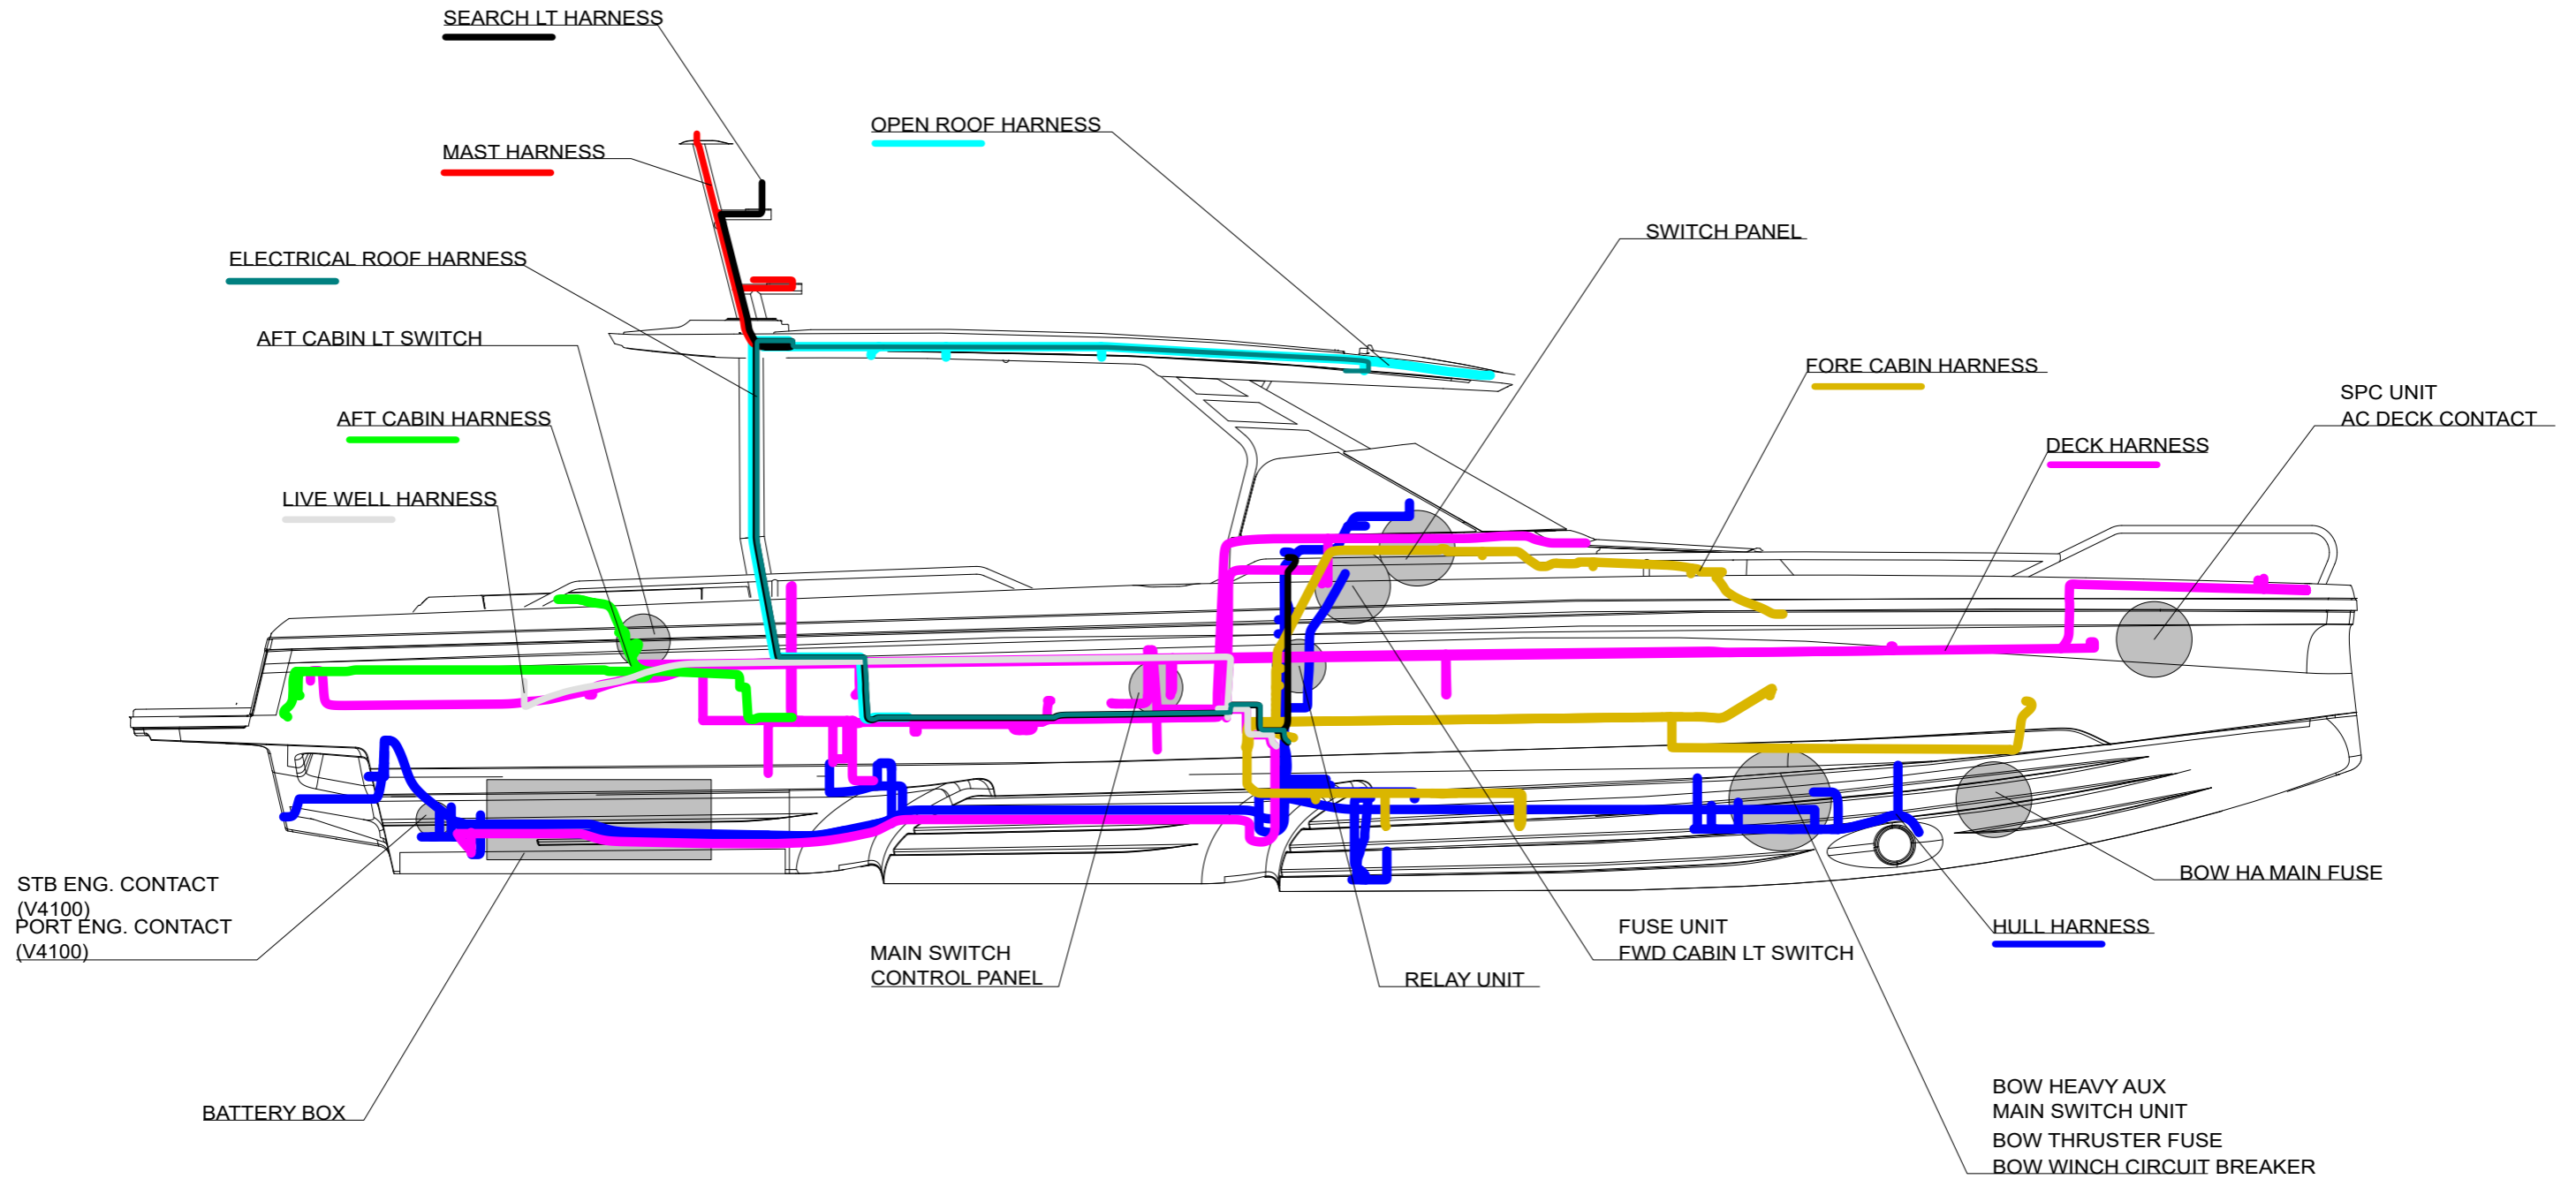 SEARCH LT HARNESS
MAST HARNESS
OPEN ROOF HARNESS
SWITCH PANEL
ELECTRICAL ROOF HARNESS
AFT CABIN LT SWITCH
FORE CABIN HARNESS
SPC UNIT
AC DECK CONTACT
AFT CABIN HARNESS
DECK HARNESS
LIVE WELL HARNESS
STB ENG. CONTACT
(V4100)
PORT ENG. CONTACT
(V4100)
BOW HA MAIN FUSE
MAIN SWITCH
CONTROL PANEL
FUSE UNIT
FWD CABIN LT SWITCH
HULL HARNESS
RELAY UNIT
BATTERY BOX
BOW HEAVY AUX
MAIN SWITCH UNIT
BOW THRUSTER FUSE
BOW WINCH CIRCUIT BREAKER